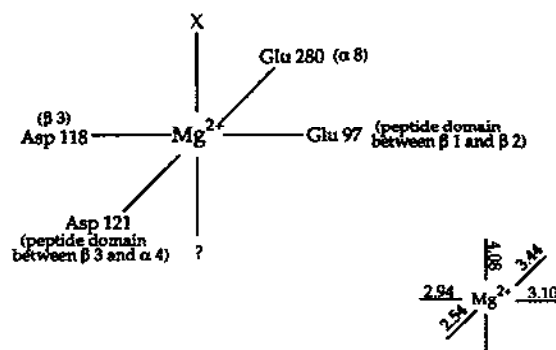 X
Glu 280 (α 8)
(β 3)
Asp 118
Mg2+
Glu 97 (peptide domain
between β 1 and β 2)
Asp 121
(peptide domain
between β 3 and α 4)
?
4.08
3.44
2.94
Mg2+
3.10
2.54